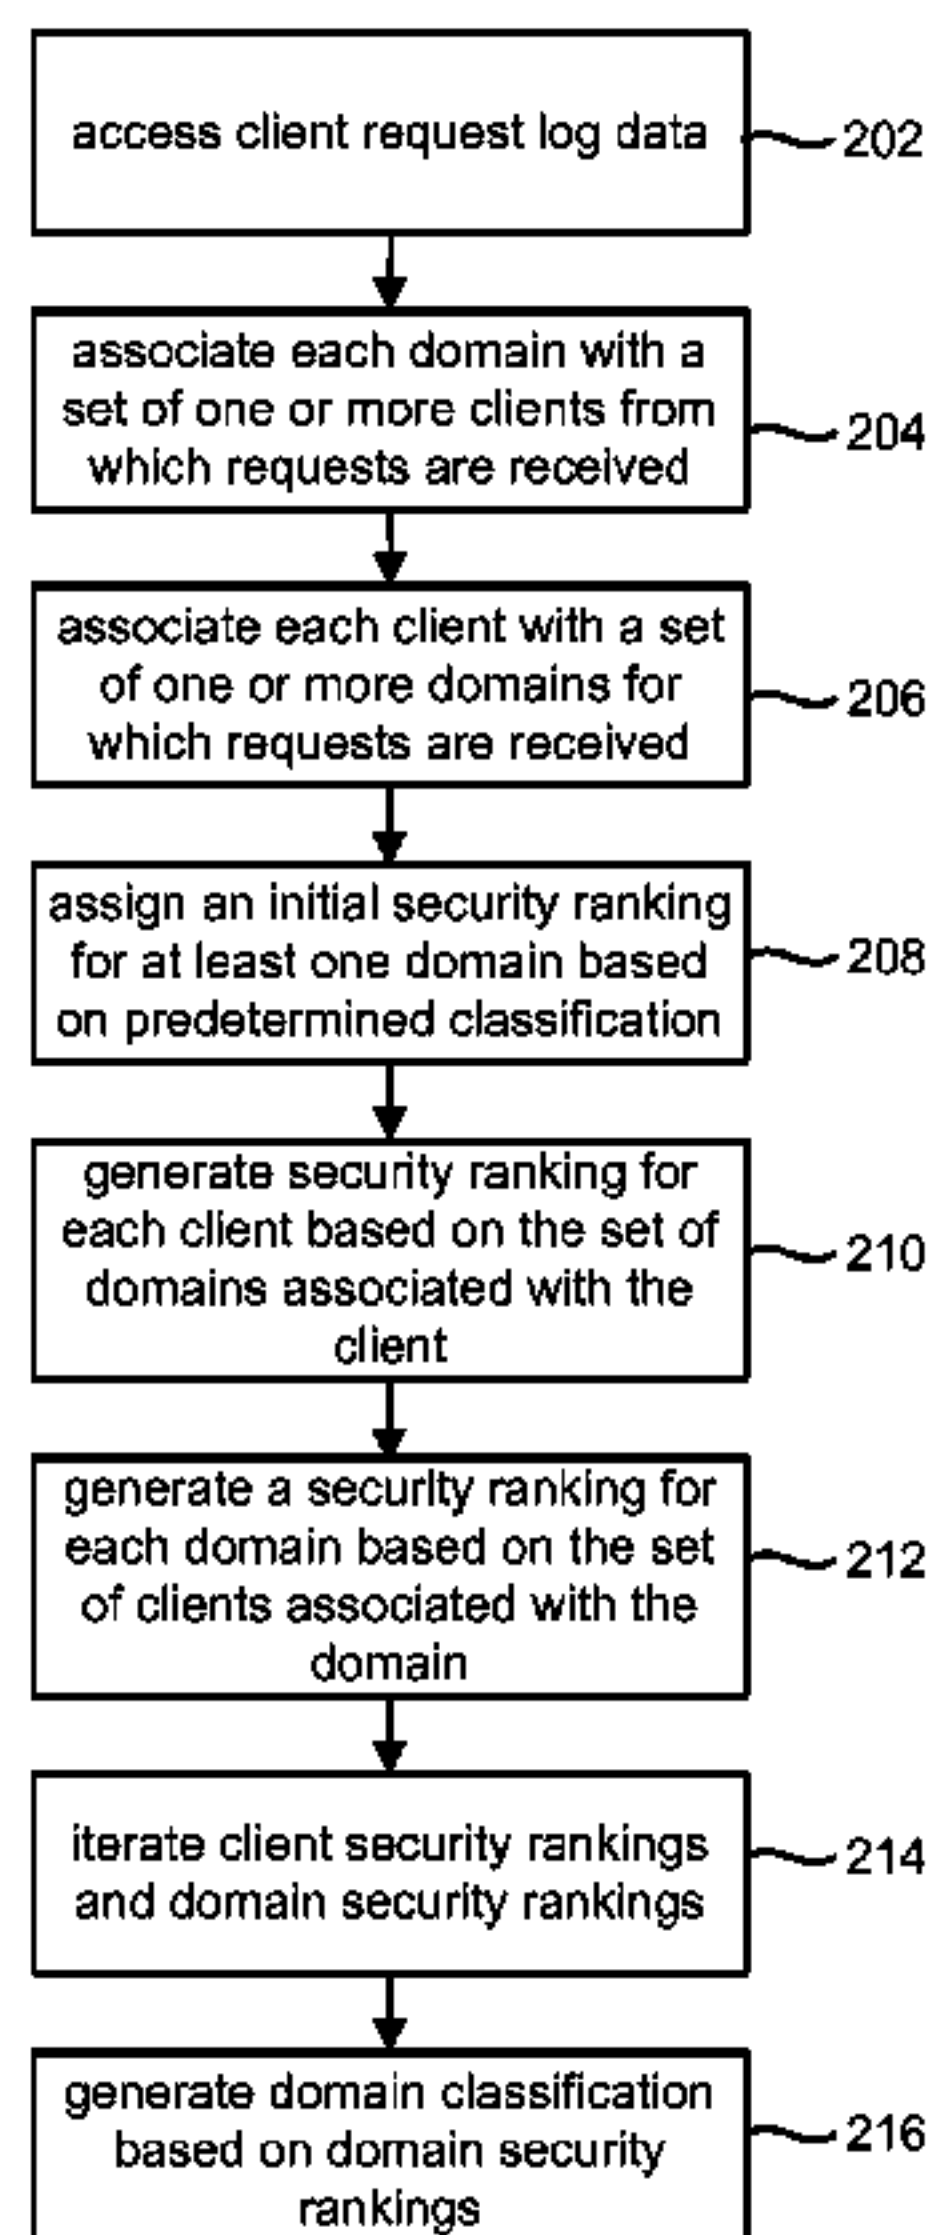 access client request log data
202
associate each domain with a
set of one or more clients from
which requests are received
204
associate each client with a set
of one or more domains for
which requests are received
206
assign an initial security ranking
for at least one domain based
on predetermined classification
208
generate security ranking for
each client based on the set of
domains associated with the
client
210
generate a security ranking for
each domain based on the set
of clients associated with the
domain
212
iterate client security rankings
and domain security rankings
214
generate domain classification
based on domain security
rankings
216